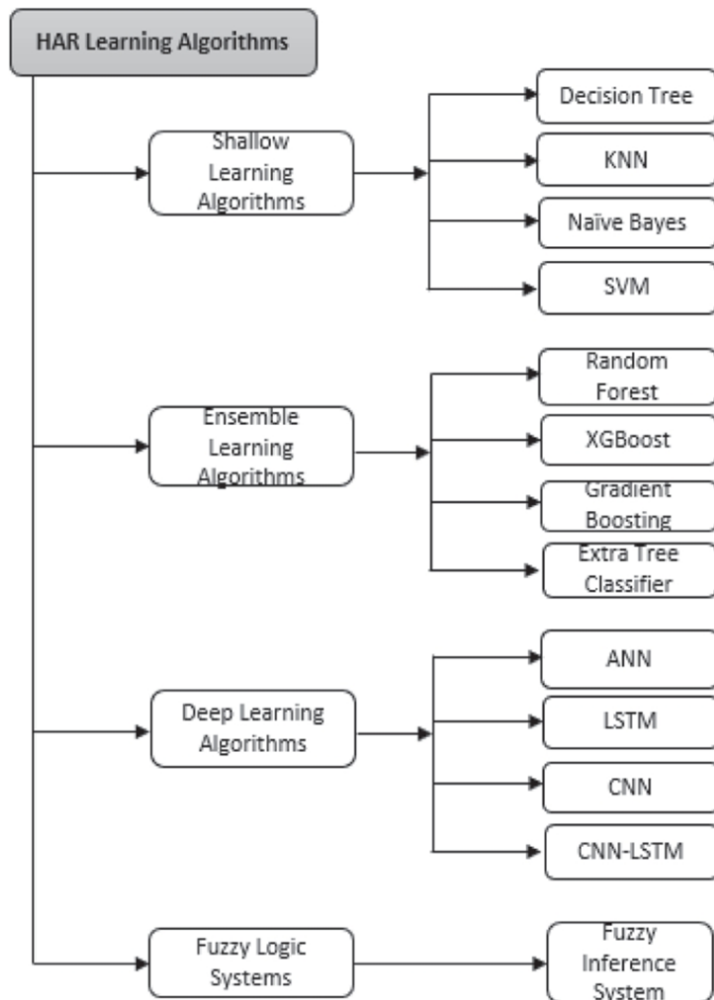 HAR Learning Algorithms
Shallow
Learning
Algorithms
Decision Tree
KNN
Naïve Bayes
SVM
Ensemble
Learning
Algorithms
Random
Forest
XGBoost
Gradient
Boosting
Extra Tree
Classifier
Deep Learning
Algorithms
ANN
LSTM
CNN
CNN-LSTM
Fuzzy Logic
Systems
Fuzzy
Inference
System